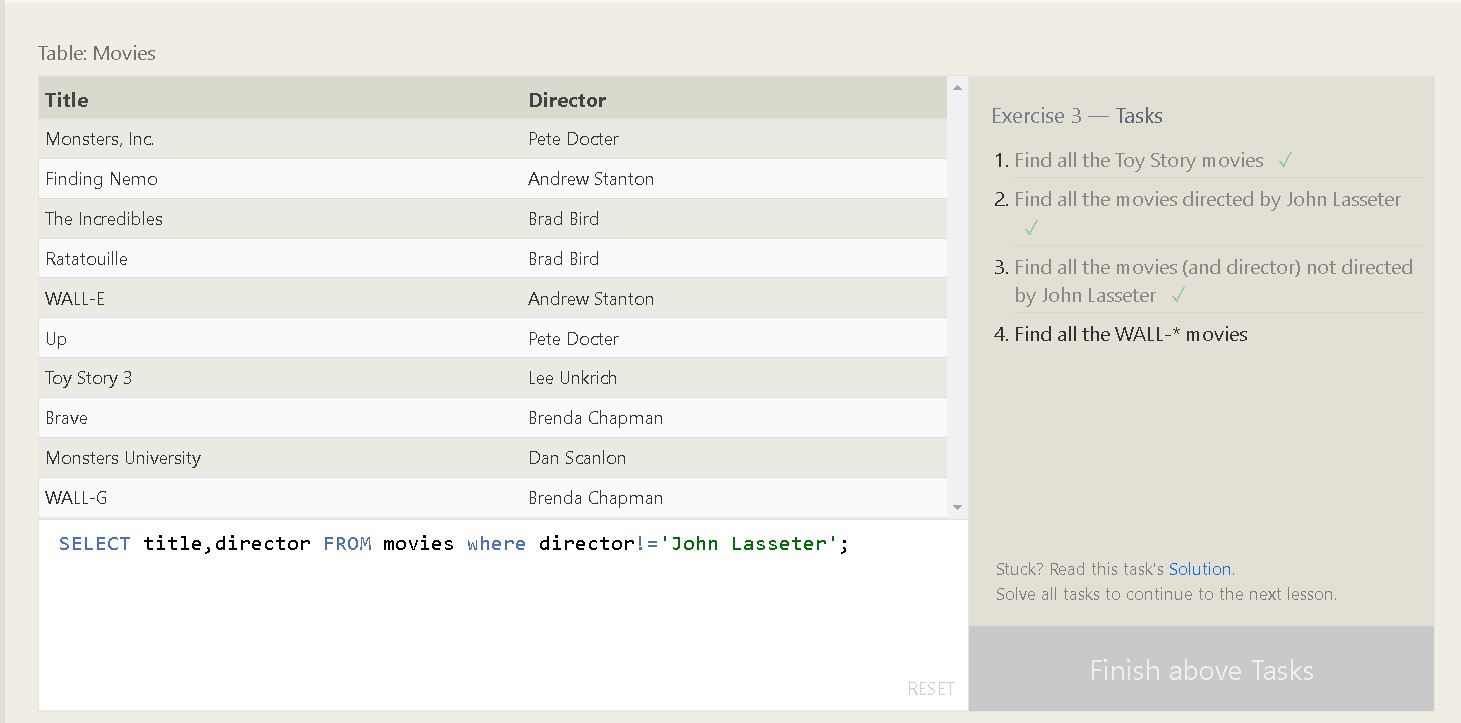 Table: Movies
Title Director
Monsters, Inc. Pete Docter
Finding Nemo Andrew Stanton
The Incredibles Brad Bird
Ratatouille Brad Bird
WALL-E Andrew Stanton
Up Pete Docter
Toy Story 3 Lee Unkrich
Brave Brenda Chapman
Monsters University Dan Scanlon
WALL-G Brenda Chapman
SELECT title,director FROM movies where director!='John Lasseter';
RESET
Exercise 3 — Tasks
1. Find all the Toy Story movies ✓
2. Find all the movies directed by John Lasseter
✓
3. Find all the movies (and director) not directed
by John Lasseter ✓
4. Find all the WALL-* movies
Stuck? Read this task's Solution.
Solve all tasks to continue to the next lesson.
Finish above Tasks